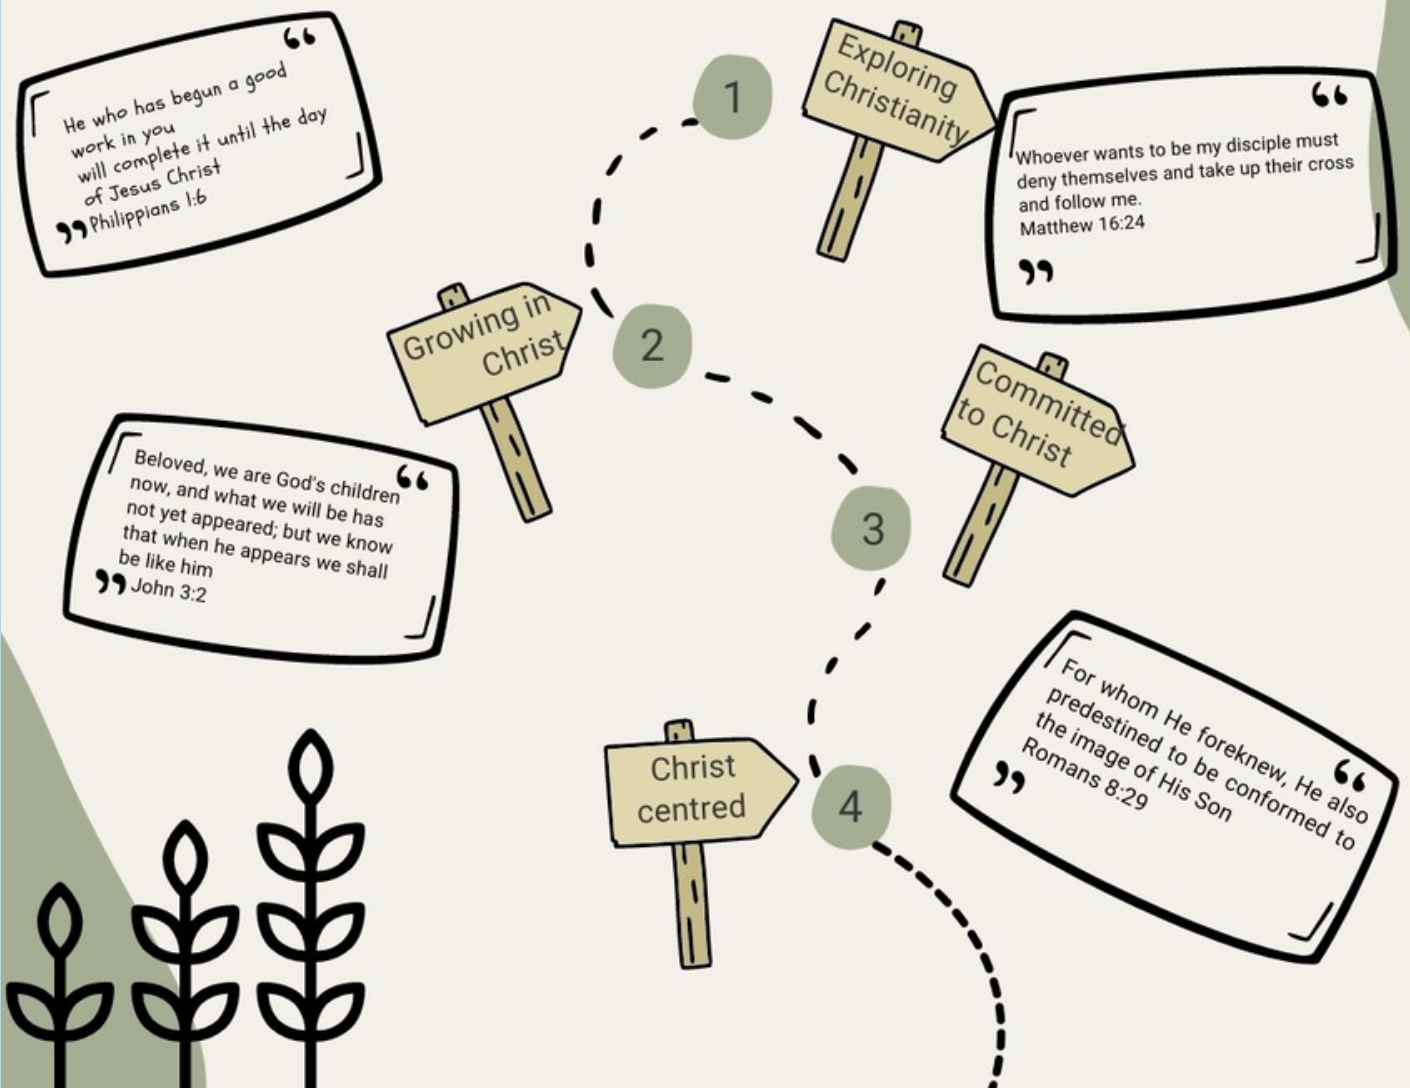 He who has begun a good
work in you
will complete it until the day
of Jesus Christ
Philippians 1:6
1
Exploring
Christianity
Whoever wants to be my disciple must
deny themselves and take up their cross
and follow me.
Matthew 16:24
Growing in
Christ
2
Committed
to Christ
Beloved, we are God's children
now, and what we will be has
not yet appeared; but we know
that when he appears we shall
be like him
John 3:2
3
For whom He foreknew, He also
predestined to be conformed to
the image of His Son
Romans 8:29
Christ
centred
4